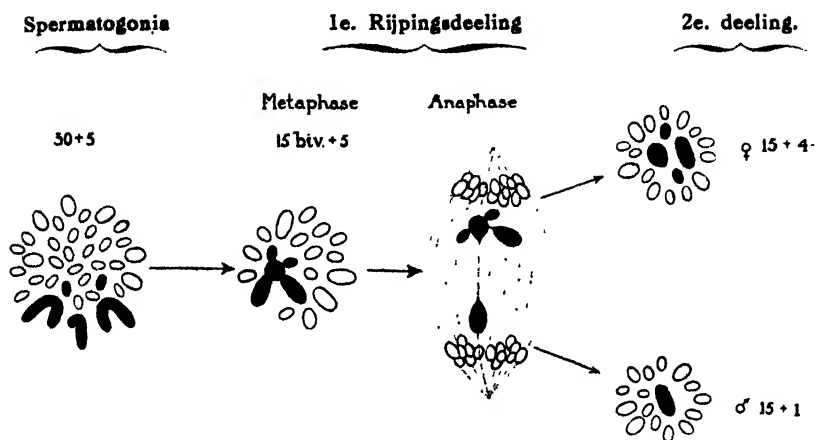 Spermatogonia 1e. Rijpingsdeeling 2e. deeling.
Metaphase Anaphase
30+5 15 biv.+5
♀ 15 + 4
♂ 15 + 1